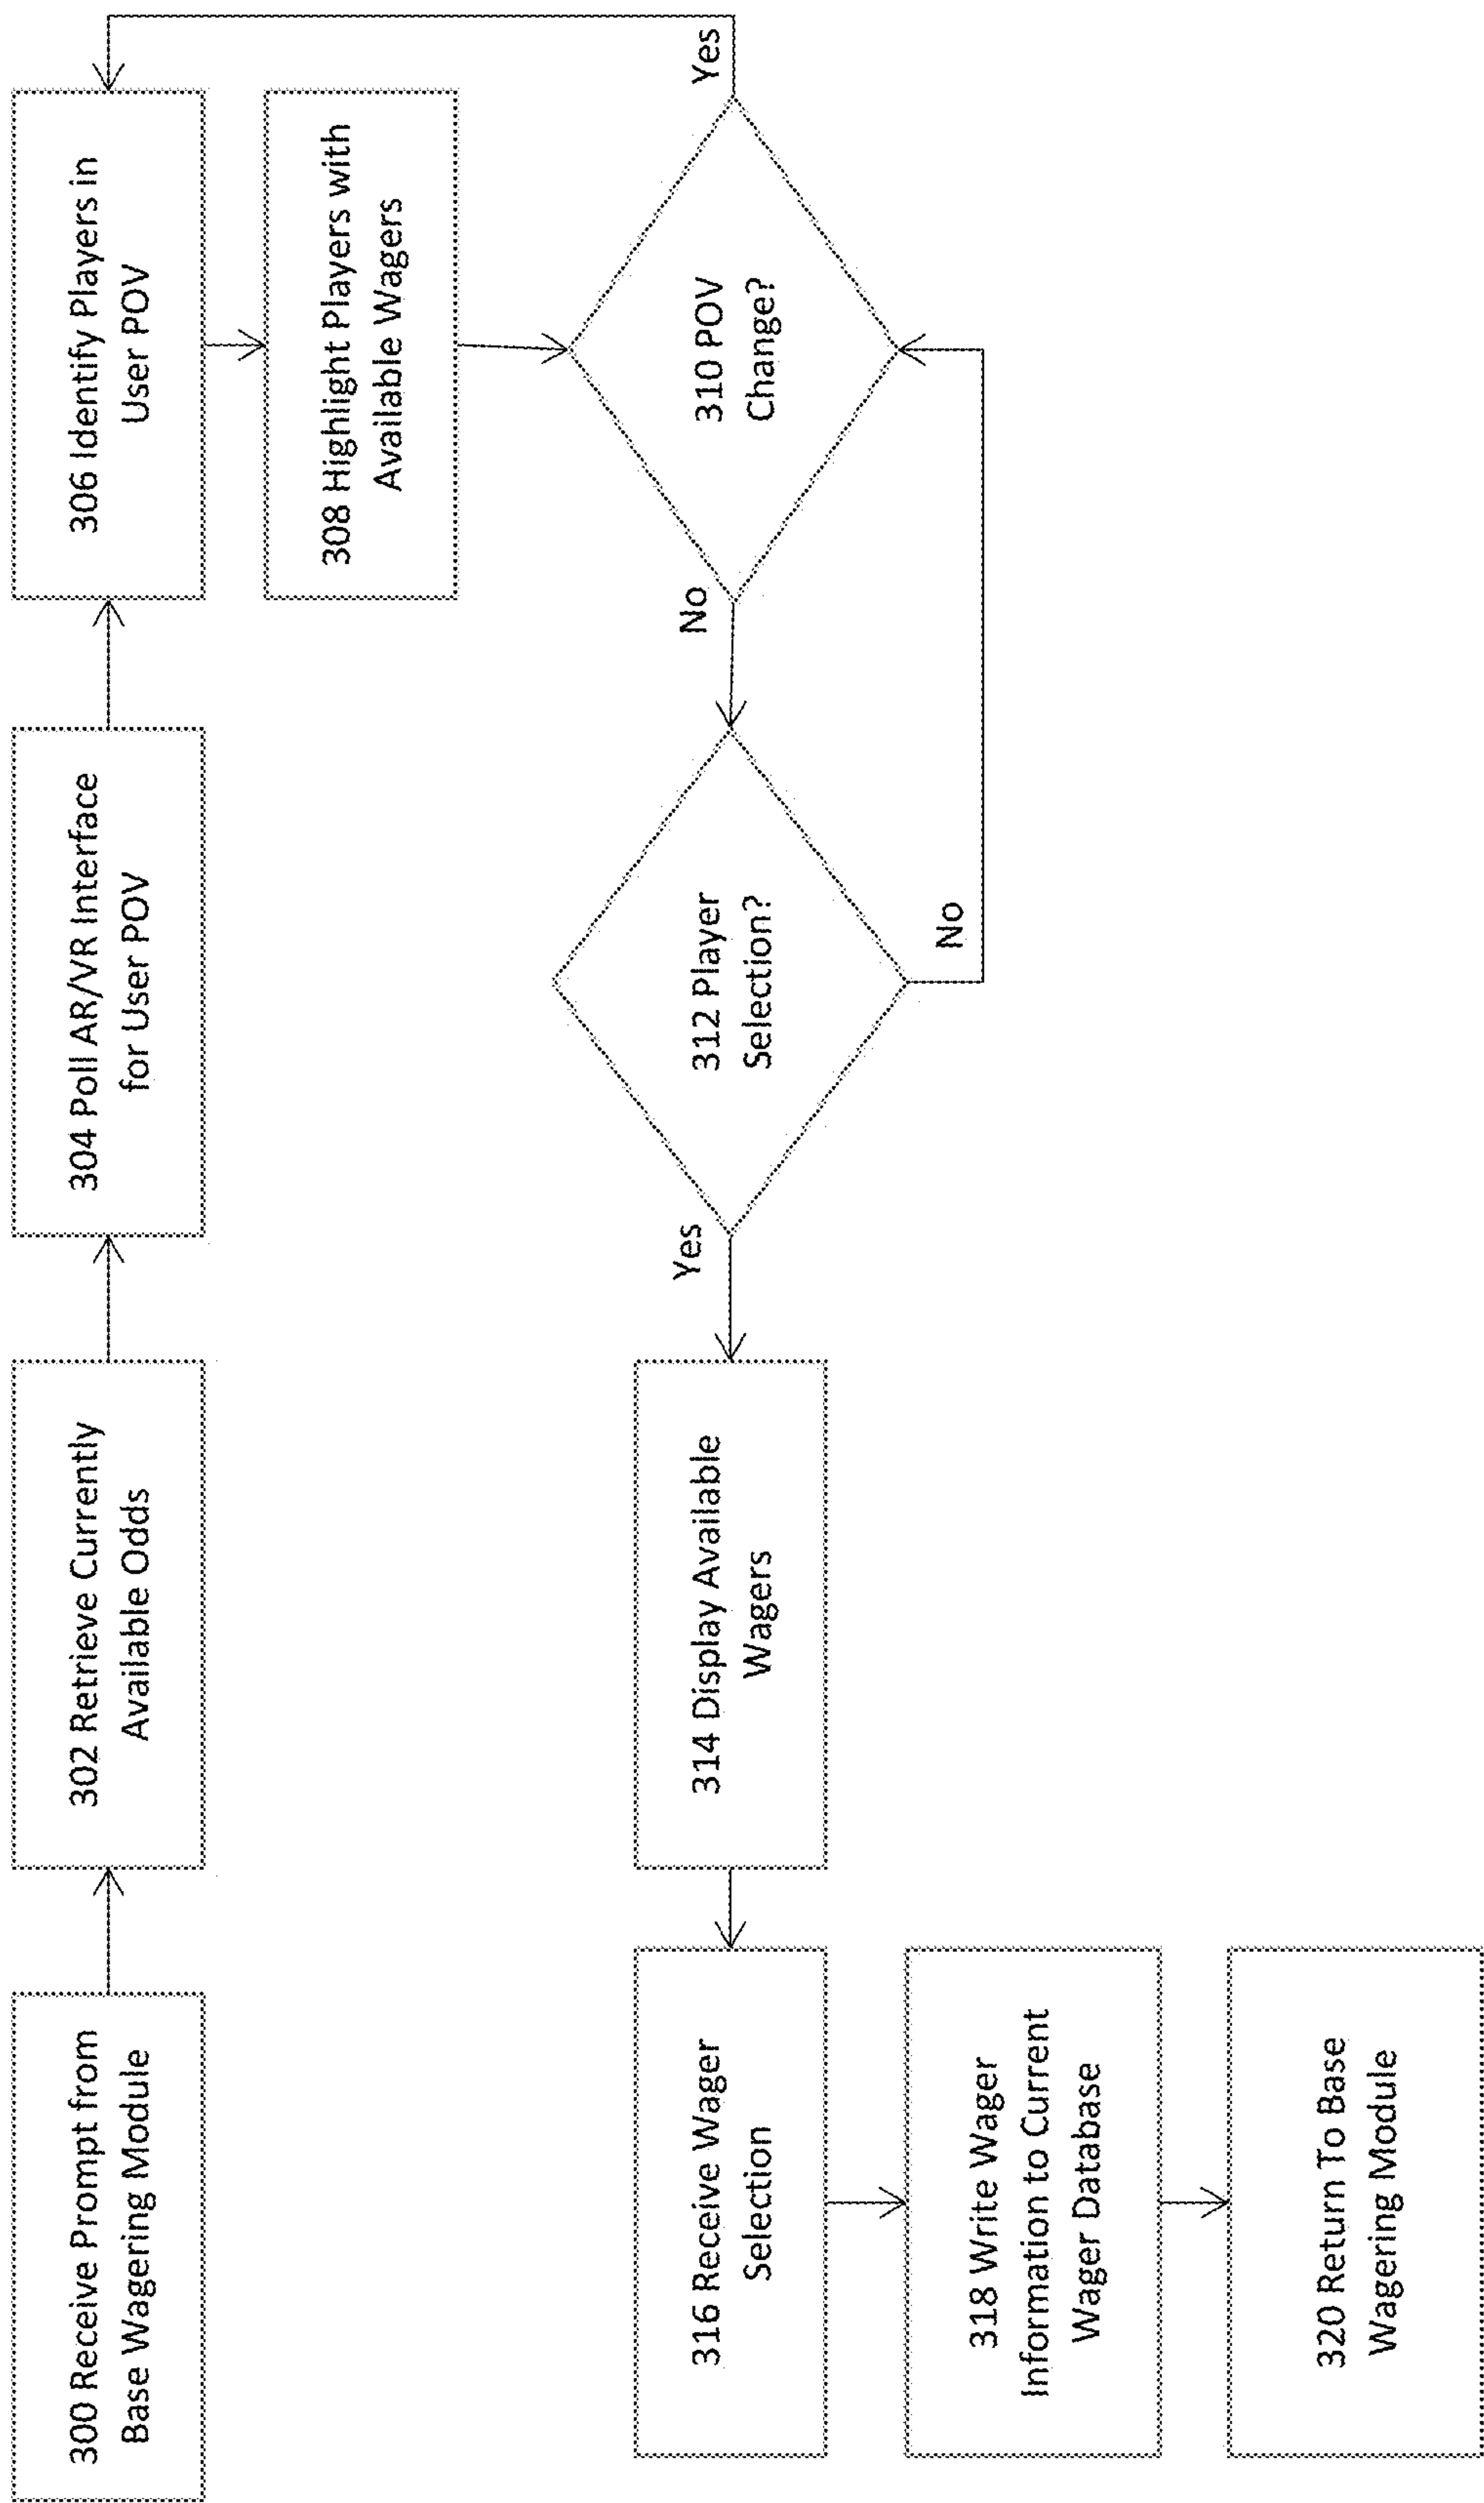 300 Receive Prompt from
Base Wagering Module
302 Retrieve Currently
Available Odds
304 Poll AR/VR Interface
for User POV
306 Identify Players in
User POV
308 Highlight Players with
Available Wagers
310 POV
Change?
Yes
No
312 Player
Selection?
No
Yes
314 Display Available
Wagers
316 Receive Wager
Selection
318 Write Wager
Information to Current
Wager Database
320 Return To Base
Wagering Module